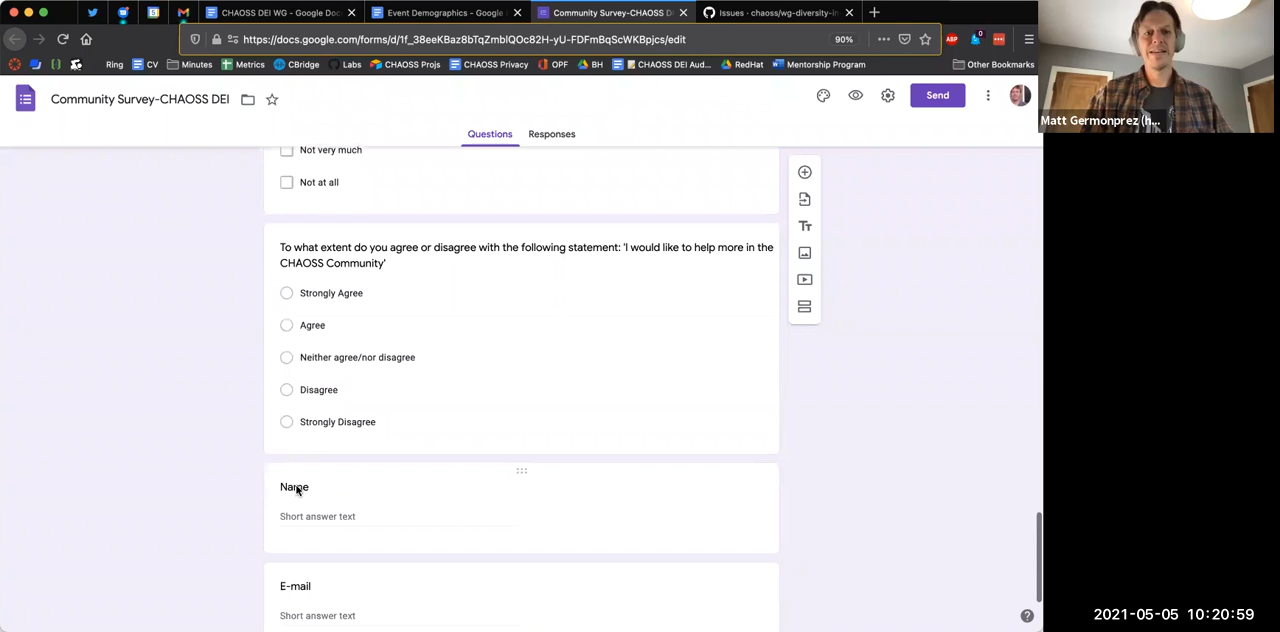 CHAOSS DEI WG - Google Doc
Event Demographics - Google
Community Survey-CHAOSS D
Issues · chaoss/wg-diversity-in
https://docs.google.com/forms/d/1f_38eeKBaz8bTqZmblQOc82H-yU-FDFmBqScWKBpjcs/edit
90%
ABP
0
Ring
CV
Minutes
Metrics
CBridge
Labs
CHAOSS Projs
CHAOSS Privacy
OPF
BH
CHAOSS DEI Aud...
RedHat
Mentorship Program
Other Bookmarks
Matt Germonprez (h...
Community Survey-CHAOSS DEI
Send
Questions
Responses
Not very much
Not at all
To what extent do you agree or disagree with the following statement: 'I would like to help more in the
CHAOSS Community'
Strongly Agree
Agree
Neither agree/nor disagree
Disagree
Strongly Disagree
Name
Short answer text
E-mail
Short answer text
2021-05-05 10:20:59